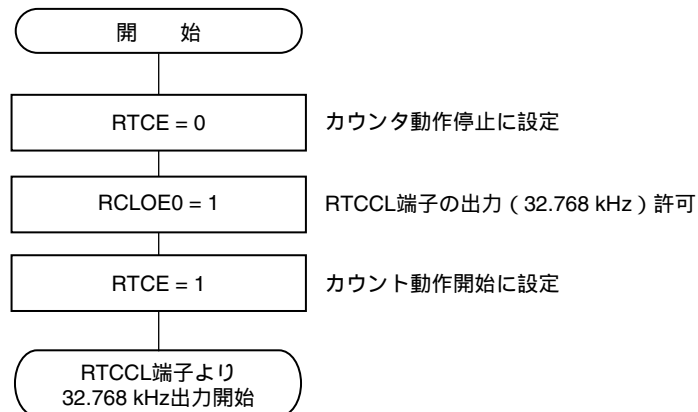 開　始
RTCE = 0
カウンタ動作停止に設定
RCLOE0 = 1
RTCCL端子の出力（32.768 kHz）許可
RTCE = 1
カウント動作開始に設定
RTCCL端子より
32.768 kHz出力開始